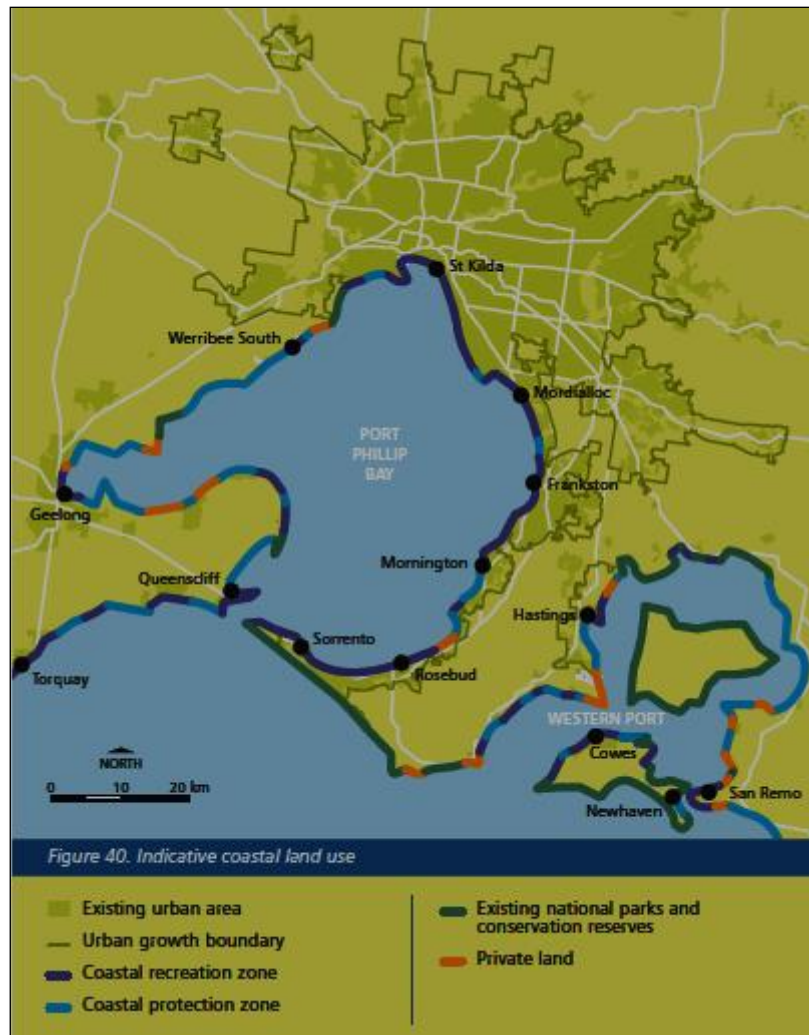 St Kilda
Werribee South
Mordialloc
PORT
PHILLIP
BAY
Frankston
Geelong
Mornington
Queenscliff
Hastings
Sorrento
Rosebud
Torquay
WESTERN PORT
Cowes
NORTH
0 10 20 km
San Remo
Newhaven
Figure 40. Indicative coastal land use
Existing urban area
Urban growth boundary
Coastal recreation zone
Coastal protection zone
Existing national parks and
conservation reserves
Private land